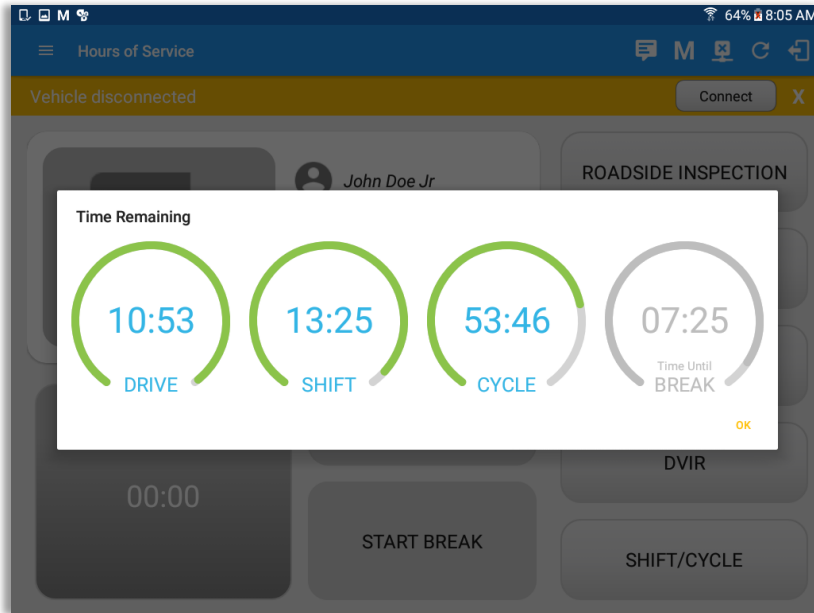 M
64% 8:05 AM
Hours of Service
M
Vehicle disconnected
Connect
X
John Doe Jr
ROADSIDE INSPECTION
Time Remaining
10:53
DRIVE
13:25
SHIFT
53:46
CYCLE
07:25
Time Until
BREAK
OK
DVIR
00:00
START BREAK
SHIFT/CYCLE